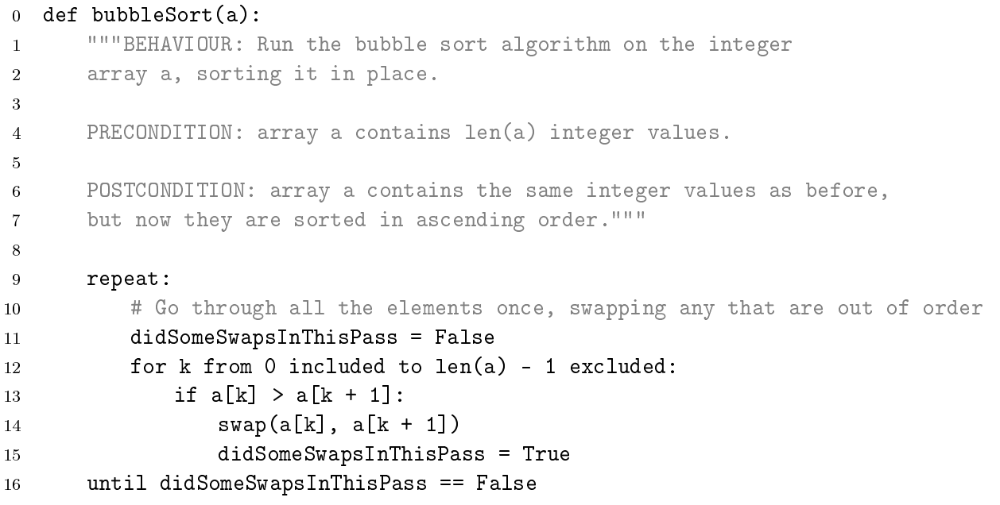 0 def bubbleSort(a):
1     """BEHAVIOUR: Run the bubble sort algorithm on the integer
2     array a, sorting it in place.
3
4     PRECONDITION: array a contains len(a) integer values.
5
6     POSTCONDITION: array a contains the same integer values as before,
7     but now they are sorted in ascending order."""
8
9     repeat:
10         # Go through all the elements once, swapping any that are out of order
11         didSomeSwapsInThisPass = False
12         for k from 0 included to len(a) - 1 excluded:
13             if a[k] > a[k + 1]:
14                 swap(a[k], a[k + 1])
15                 didSomeSwapsInThisPass = True
16     until didSomeSwapsInThisPass == False